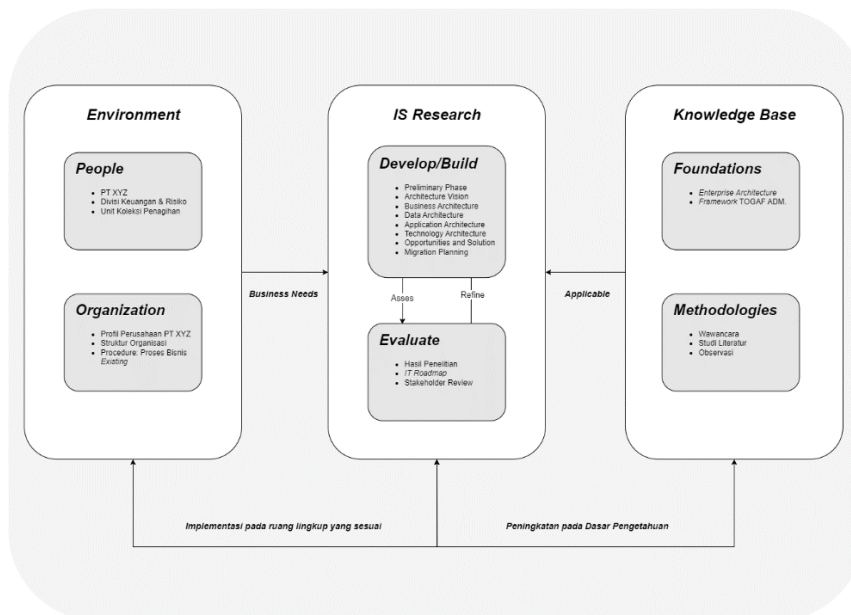 Environment
People
PT XYZ
Divisi Keuangan & Risiko
Unit Koleksi Penagihan
Organization
Profil Perusahaan PT XYZ
Struktur Organisasi
Procedure: Proses Bisnis
Existing
Business Needs
IS Research
Develop/Build
Preliminary Phase
Architecture Vision
Business Architecture
Data Architecture
Application Architecture
Technology Architecture
Opportunities and Solution
Migration Planning
Asses
Refine
Evaluate
Hasil Penelitian
IT Roadmap
Stakeholder Review
Applicable
Knowledge Base
Foundations
Enterprise Architecture
Framework TOGAF ADM.
Methodologies
Wawancara
Studi Literatur
Observasi
Implementasi pada ruang lingkup yang sesuai
Peningkatan pada Dasar Pengetahuan